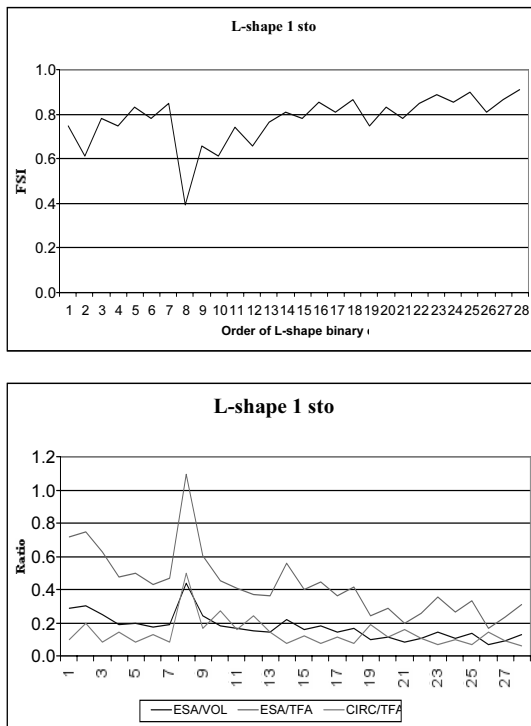 L-shape 1 sto
1.0
0.8
0.6
0.4
0.2
0.0
FSI
1 2 3 4 5 6 7 8 9 10 11 12 13 14 15 16 17 18 19 20 21 22 23 24 25 26 27 28
Order of L-shape binary
L-shape 1 sto
1.2
1.0
0.8
0.6
0.4
0.2
0.0
Ratio
1 3 5 7 9 11 13 15 17 19 21 23 25 27
ESA/VOL ESA/TFA CIRC/TFA